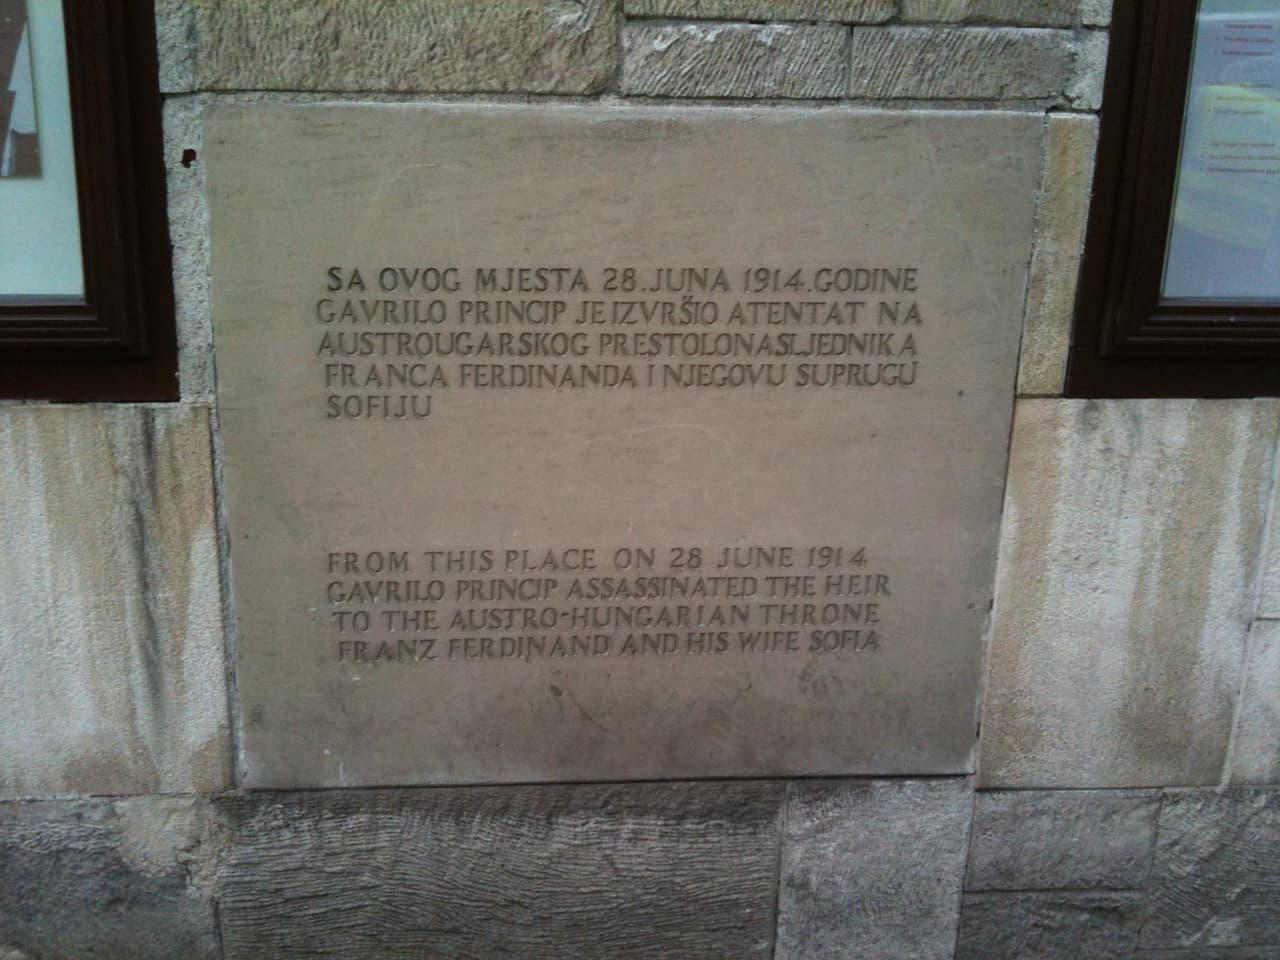 SA OVOG MJESTA 28.JUNA 1914.GODINE
GAVRILO PRINCIP JE IZVRŠIO ATENTAT NA
AUSTROUGARSKOG PRESTOLONASLJEDNIKA
FRANCA FERDINANDA I NJEGOVU SUPRUGU
SOFIJU
FROM THIS PLACE ON 28 JUNE 1914
GAVRILO PRINCIP ASSASSINATED THE HEIR
TO THE AUSTRO-HUNGARIAN THRONE
FRANZ FERDINAND AND HIS WIFE SOFIA